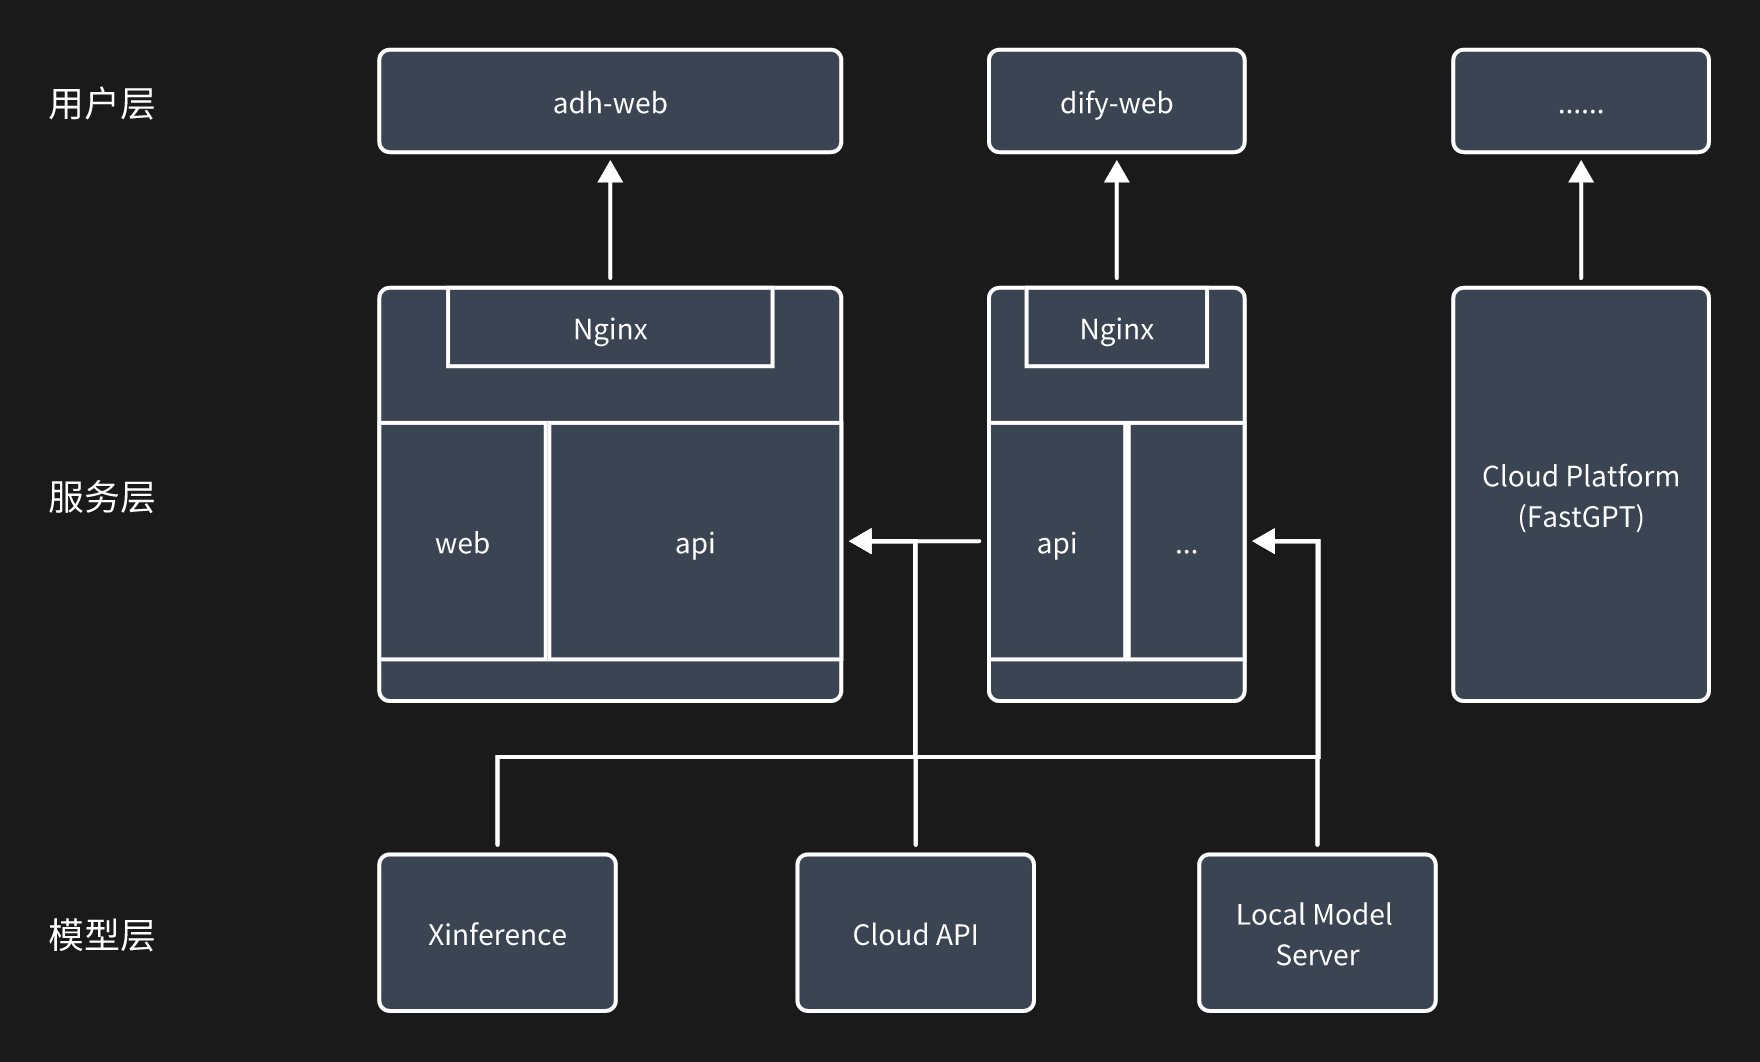 用户层
adh-web
dify-web
......
服务层
Nginx
web
api
Nginx
api
...
Cloud Platform
(FastGPT)
模型层
Xinference
Cloud API
Local Model
Server